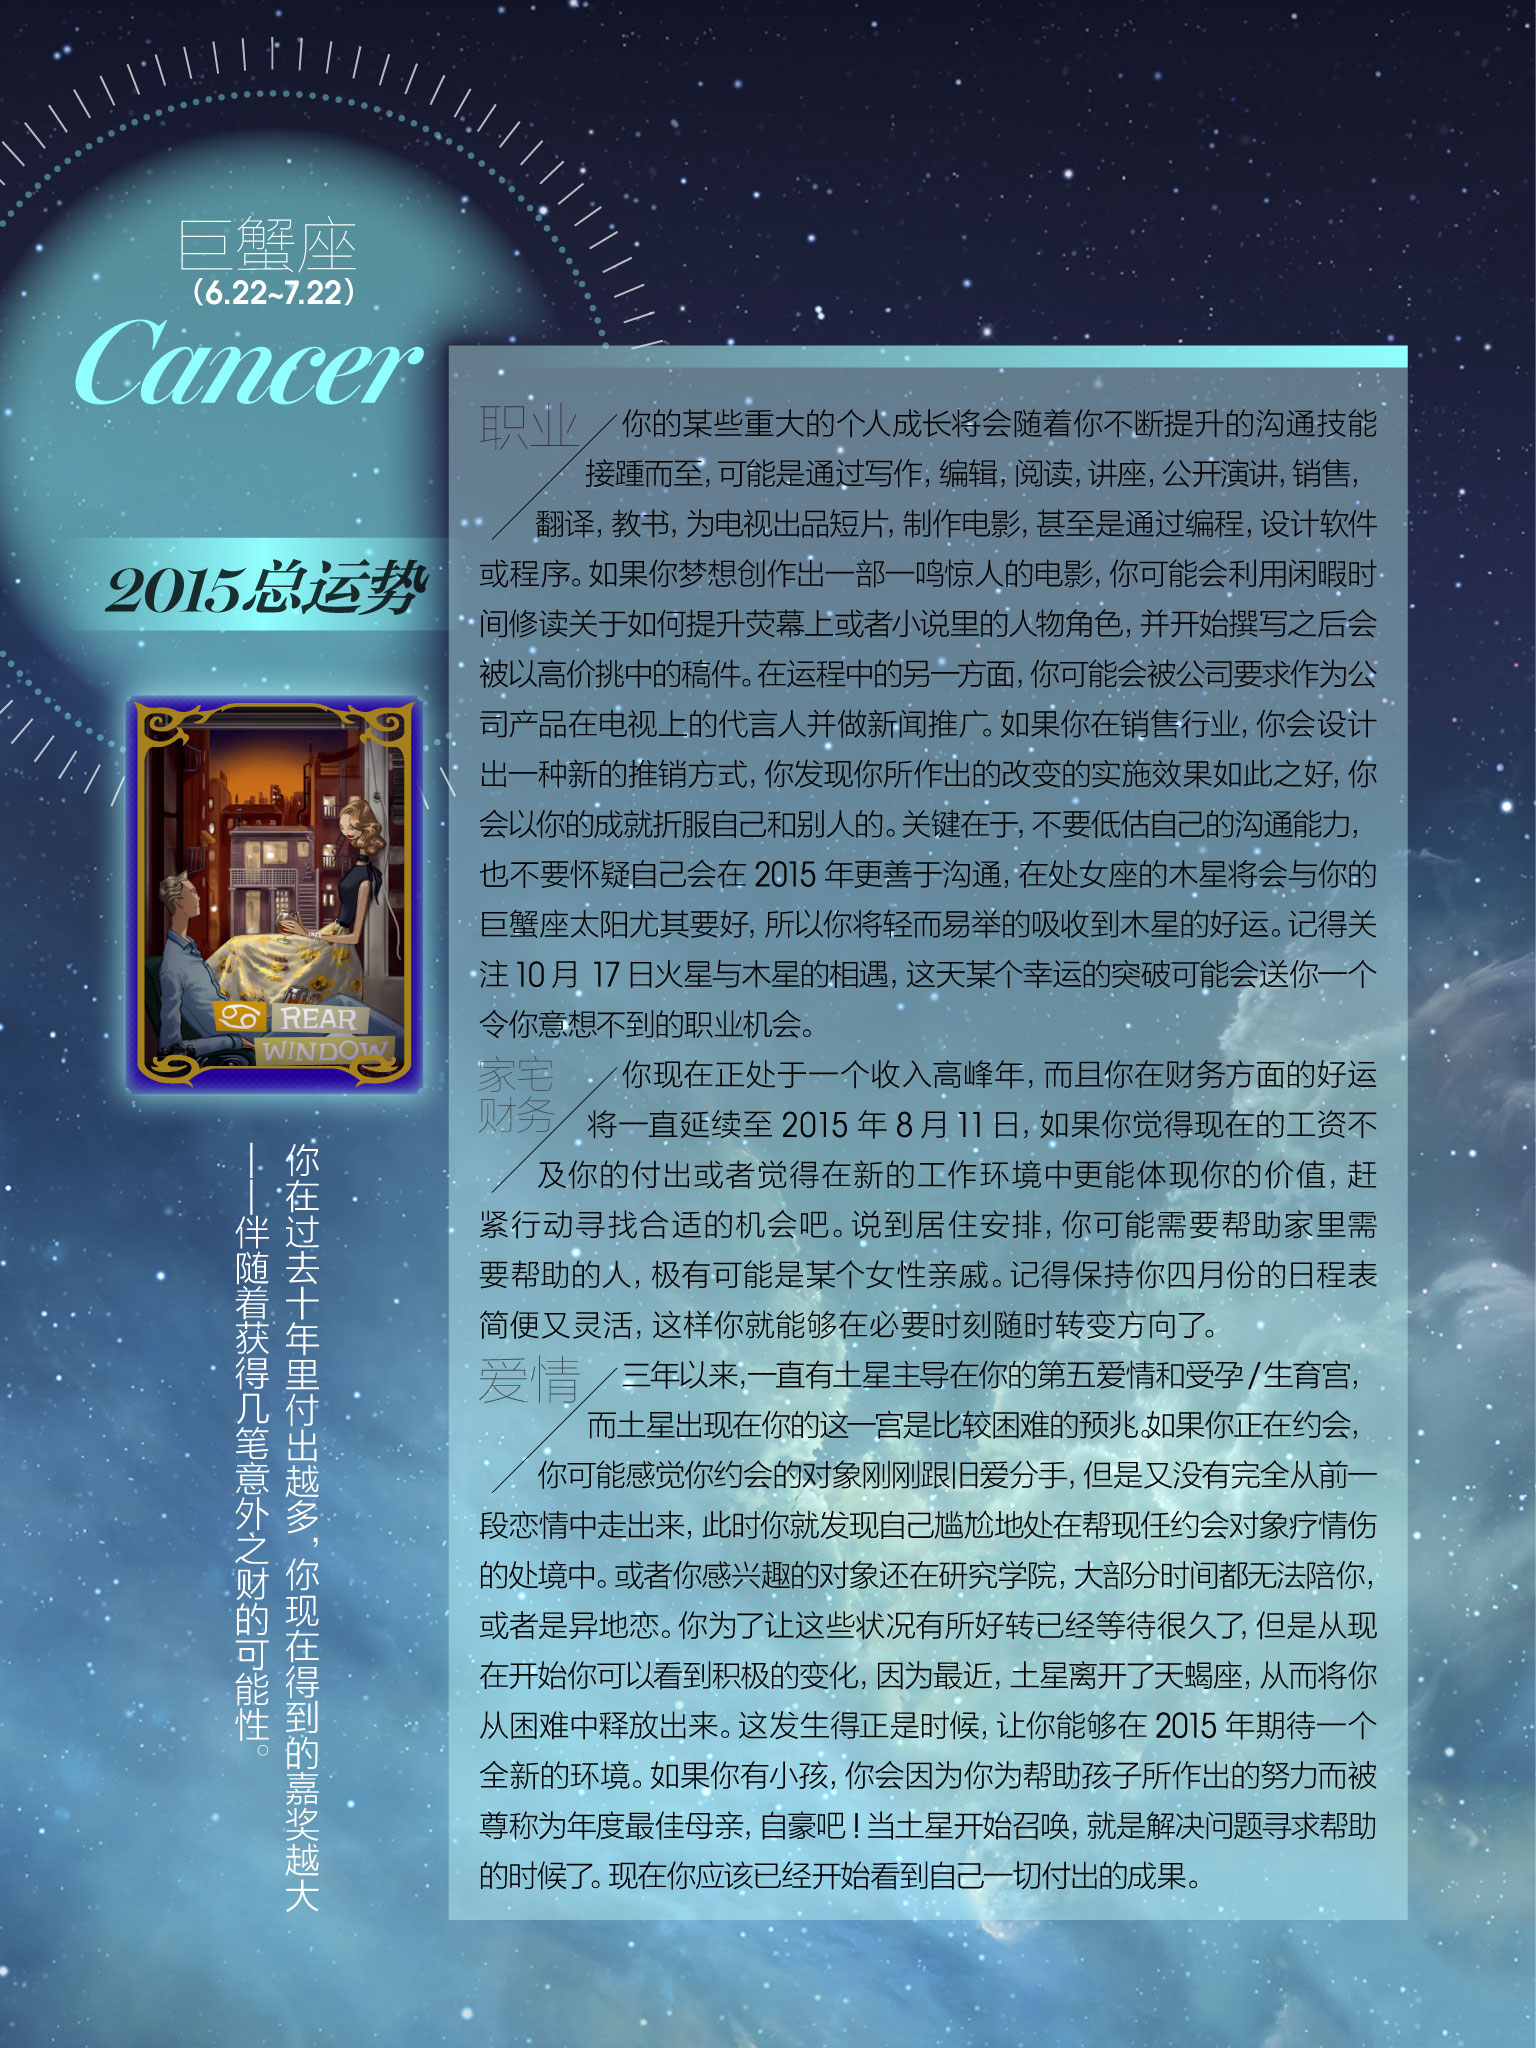 巨蟹座
(6.22~7.22)
Cancer
2015总运势
REAR
WINDOW
你在过去十年里付出越多，你现在得到的嘉奖越大
——伴随着获得几笔意外之财的可能性。
职业
你的某些重大的个人成长将会随着你不断提升的沟通技能
接踵而至，可能是通过写作，编辑，阅读，讲座，公开演讲，销售，
翻译，教书，为电视出品短片，制作电影，甚至是通过编程，设计软件
或程序。如果你梦想创作出一部一鸣惊人的电影，你可能会利用闲暇时
间修读关于如何提升荧幕上或者小说里的人物角色，并开始撰写之后会
被以高价挑中的稿件。在运程中的另一方面，你可能会被公司要求作为公
司产品在电视上的代言人并做新闻推广。如果你在销售行业，你会设计
出一种新的推销方式，你发现你所作出的改变的实施效果如此之好，你
会以你的成就折服自己和别人的。关键在于，不要低估自己的沟通能力，
也不要怀疑自己会在 2015 年更善于沟通，在处女座的木星将会与你的
巨蟹座太阳尤其要好，所以你将轻而易举的吸收到木星的好运。记得关
注 10 月 17 日火星与木星的相遇，这天某个幸运的突破可能会送你一个
令你意想不到的职业机会。
家宅
财务
你现在正处于一个收入高峰年，而且你在财务方面的好运
将一直延续至 2015 年 8 月 11 日，如果你觉得现在的工资不
及你的付出或者觉得在新的工作环境中更能体现你的价值，赶
紧行动寻找合适的机会吧。说到居住安排，你可能需要帮助家里需
要帮助的人，极有可能是某个女性亲戚。记得保持你四月份的日程表
简便又灵活，这样你就能够在必要时刻随时转变方向了。
爱情
三年以来，一直有土星主导在你的第五爱情和受孕/生育宫，
而土星出现在你的这一宫是比较困难的预兆。如果你正在约会，
你可能感觉你约会的对象刚刚跟旧爱分手，但是又没有完全从前一
段恋情中走出来，此时你就发现自己尴尬地处在帮现任约会对象疗情伤
的处境中。或者你感兴趣的对象还在研究学院，大部分时间都无法陪你，
或者是异地恋。你为了让这些状况有所好转已经等待很久了，但是从现
在开始你可以看到积极的变化，因为最近，土星离开了天蝎座，从而将你
从困难中释放出来。这发生得正是时候，让你能够在 2015 年期待一个
全新的环境。如果你有小孩，你会因为你为帮助孩子所作出的努力而被
尊称为年度最佳母亲，自豪吧！当土星开始召唤，就是解决问题寻求帮助
的时候了。现在你应该已经开始看到自己一切付出的成果。